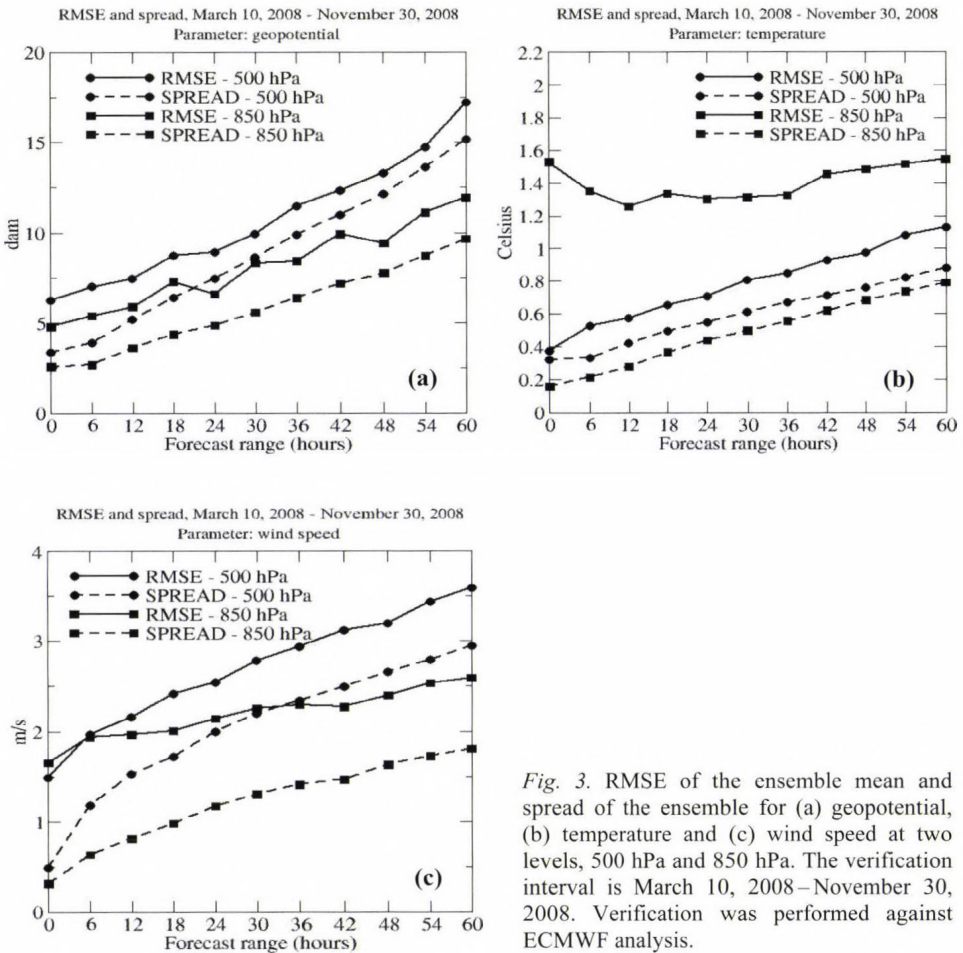 RMSE and spread, March 10, 2008 - November 30, 2008
Parameter: geopotential
20
15
10
5
0
dam
RMSE - 500 hPa
SPREAD - 500 hPa
RMSE - 850 hPa
SPREAD - 850 hPa
(a)
0 6 12 18 24 30 36 42 48 54 60
Forecast range (hours)
RMSE and spread, March 10, 2008 - November 30, 2008
Parameter: temperature
2.2
2
1.8
1.6
1.4
1.2
1
0.8
0.6
0.4
0.2
0
Celsius
RMSE - 500 hPa
SPREAD - 500 hPa
RMSE - 850 hPa
SPREAD - 850 hPa
(b)
0 6 12 18 24 30 36 42 48 54 60
Forecast range (hours)
RMSE and spread, March 10, 2008 - November 30, 2008
Parameter: wind speed
4
3
2
1
0
m/s
RMSE - 500 hPa
SPREAD - 500 hPa
RMSE - 850 hPa
SPREAD - 850 hPa
(c)
0 6 12 18 24 30 36 42 48 54 60
Forecast range (hours)
Fig. 3. RMSE of the ensemble mean and
spread of the ensemble for (a) geopotential,
(b) temperature and (c) wind speed at two
levels, 500 hPa and 850 hPa. The verification
interval is March 10, 2008–November 30,
2008. Verification was performed against
ECMWF analysis.